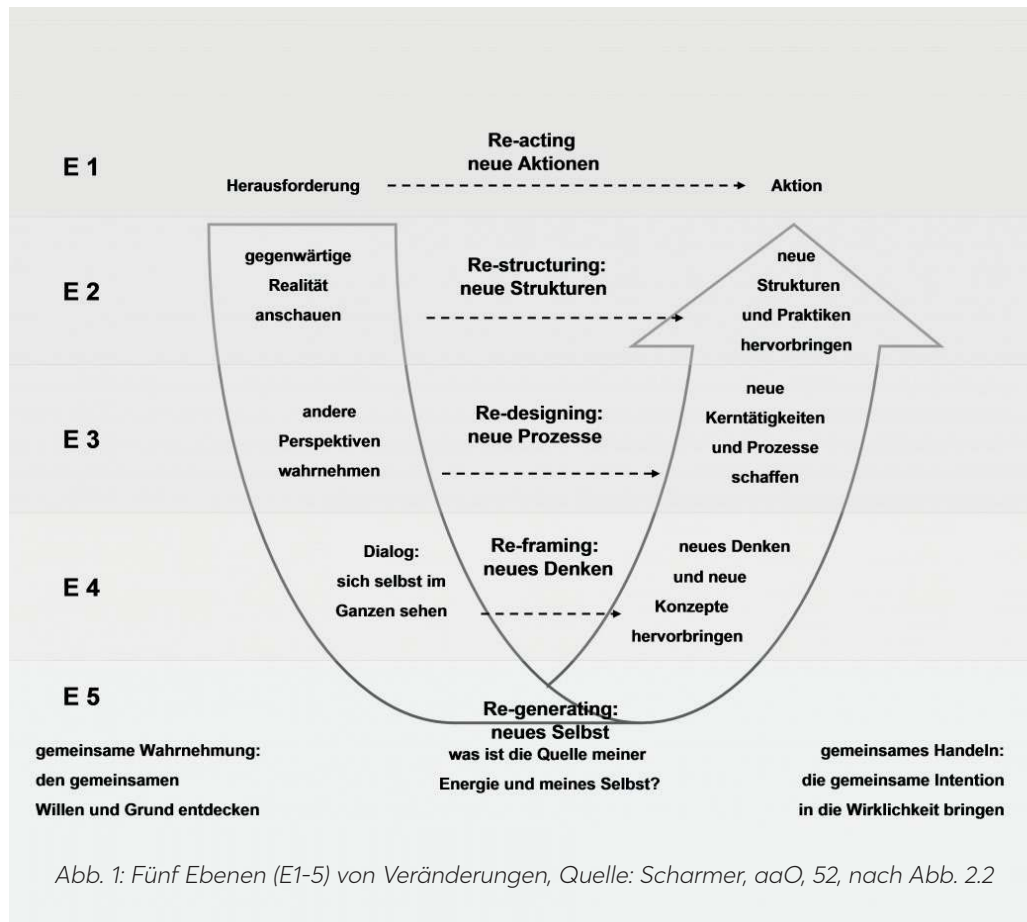 E 1
Re-acting
neue Aktionen
Herausforderung
Aktion
E 2
gegenwärtige
Realität
anschauen
Re-structuring:
neue Strukturen
neue
Strukturen
und Praktiken
hervorbringen
E 3
andere
Perspektiven
wahrnehmen
Re-designing:
neue Prozesse
neue
Kerntätigkeiten
und Prozesse
schaffen
E 4
Dialog:
sich selbst im
Ganzen sehen
Re-framing:
neues Denken
neues Denken
und neue
Konzepte
hervorbringen
E 5
gemeinsame Wahrnehmung:
den gemeinsamen
Willen und Grund entdecken
Re-generating:
neues Selbst
was ist die Quelle meiner
Energie und meines Selbst?
gemeinsames Handeln:
die gemeinsame Intention
in die Wirklichkeit bringen
Abb. 1: Fünf Ebenen (E1-5) von Veränderungen, Quelle: Scharmer, aaO, 52, nach Abb. 2.2